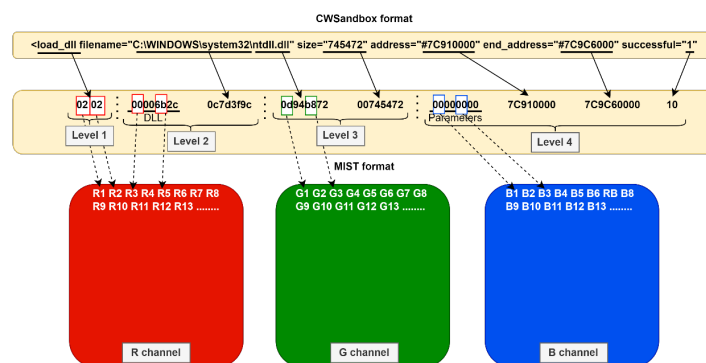 CWSandbox format
<load_dll filename="C:\WINDOWS\system32\ntdll.dll" size="745472" address="#7C910000" end_address="#7C9C6000" successful="1"
02 02 : 00006b2c 0c7d3f9c : 0d94b872 00745472 : 00000000 7C910000 7C9C60000 10
DLL Parameters
Level 1 Level 2 Level 3 Level 4
MIST format
R1 R2 R3 R4 R5 R6 R7 R8
R9 R10 R11 R12 R13 ........
G1 G2 G3 G4 G5 G6 G7 G8
G9 G10 G11 G12 G13 ........
B1 B2 B3 B4 B5 B6 RB B8
B9 B10 B11 B12 B13 ........
R channel
G channel
B channel